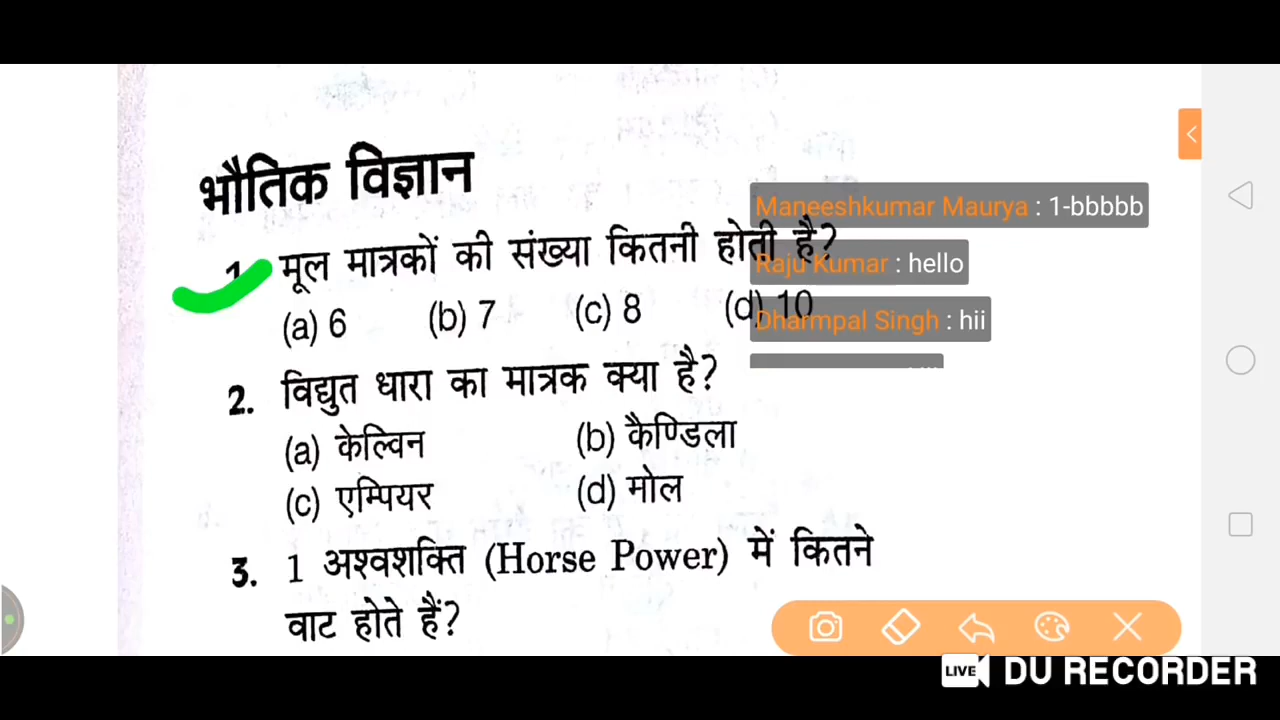 भौतिक विज्ञान
Maneeshkumar Maurya : 1-bbbbb
1. मूल मात्रकों की संख्या कितनी होती है?
Raju Kumar : hello
(a) 6 (b) 7 (c) 8 (d) 10
Dharmpal Singh : hii
2. विद्युत धारा का मात्रक क्या है?
(a) केल्विन (b) कैण्डिला
(c) एम्पियर (d) मोल
3. 1 अश्वशक्ति (Horse Power) में कितने
वाट होते हैं?
LIVE DU RECORDER